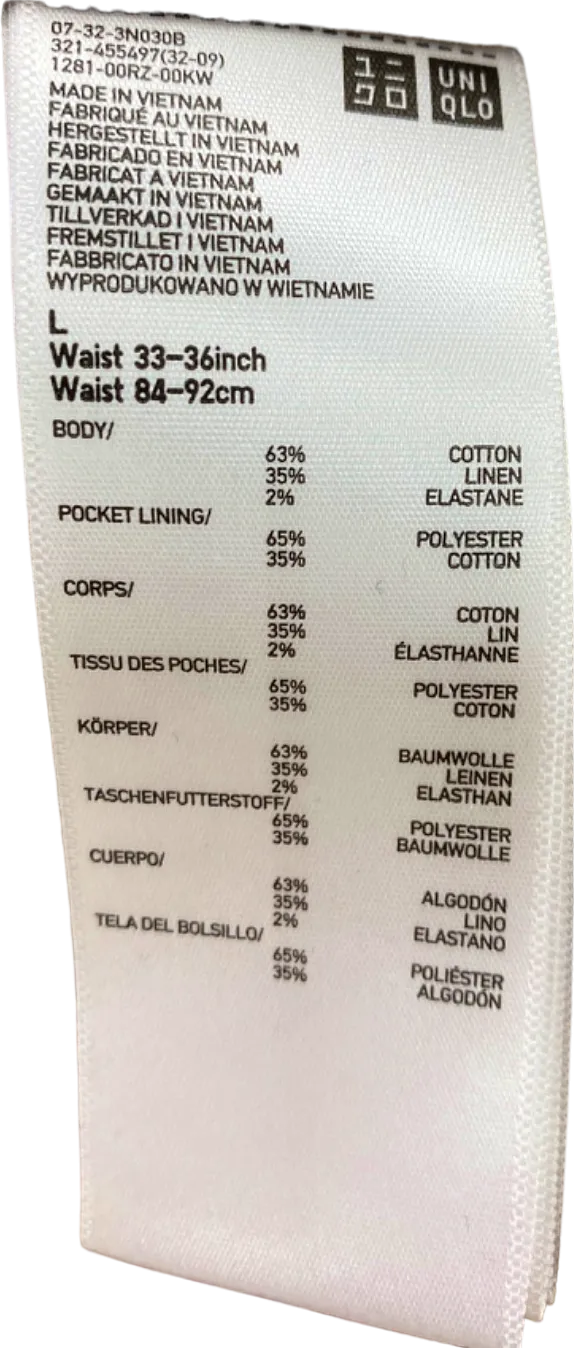 07-32-3N030B
321-455497(32-09)
1281-00RZ-00KW
ユニ
クロ
UNI
QLO
MADE IN VIETNAM
FABRIQUÉ AU VIETNAM
HERGESTELLT IN VIETNAM
FABRICADO EN VIETNAM
FABRICAT A VIETNAM
GEMAAKT IN VIETNAM
TILLVERKAD I VIETNAM
FREMSTILLET I VIETNAM
FABBRICATO IN VIETNAM
WYPRODUKOWANO W WIETNAMIE
L
Waist 33-36inch
Waist 84-92cm
BODY/
63% COTTON
35% LINEN
2% ELASTANE
POCKET LINING/
65% POLYESTER
35% COTTON
CORPS/
63% COTON
35% LIN
2% ÉLASTHANNE
TISSU DES POCHES/
65% POLYESTER
35% COTON
KÖRPER/
63% BAUMWOLLE
35% LEINEN
2% ELASTHAN
TASCHENFUTTERSTOFF/
65% POLYESTER
35% BAUMWOLLE
CUERPO/
63% ALGODÓN
35% LINO
2% ELASTANO
TELA DEL BOLSILLO/
65% POLIÉSTER
35% ALGODÓN